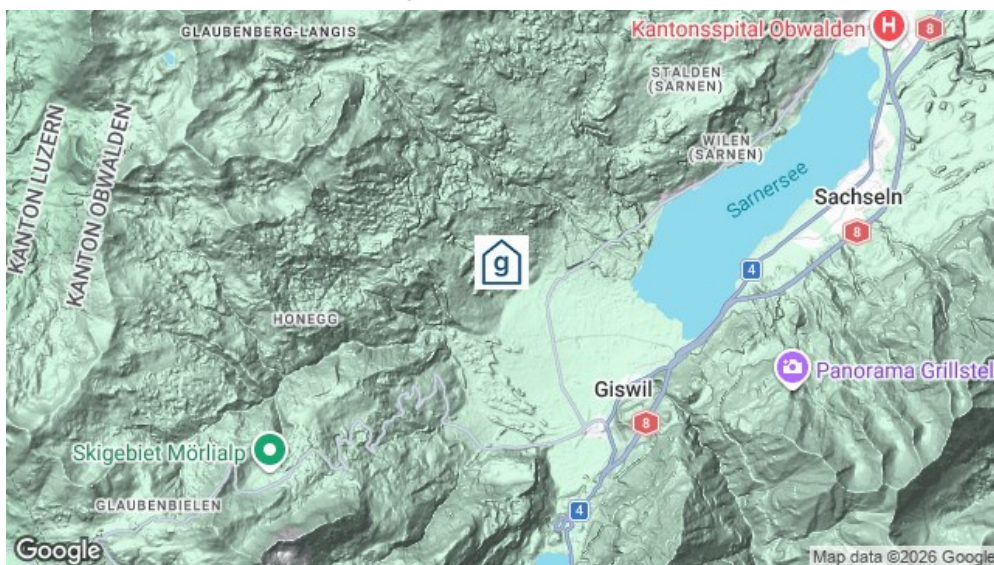 GLAUBENBERG-LANGIS
Kantonsspital Obwalden
H
8
STALDEN
(SARNEN)
KANTON LUZERN
KANTON OBWALDEN
WILEN
(SARNEN)
Sarnersee
Sachseln
8
g
4
HONEGG
Panorama Grillstel
Giswil
8
Skigebiet Mörlialp
GLAUBENBIELEN
4
Google
Map data ©2026 Google